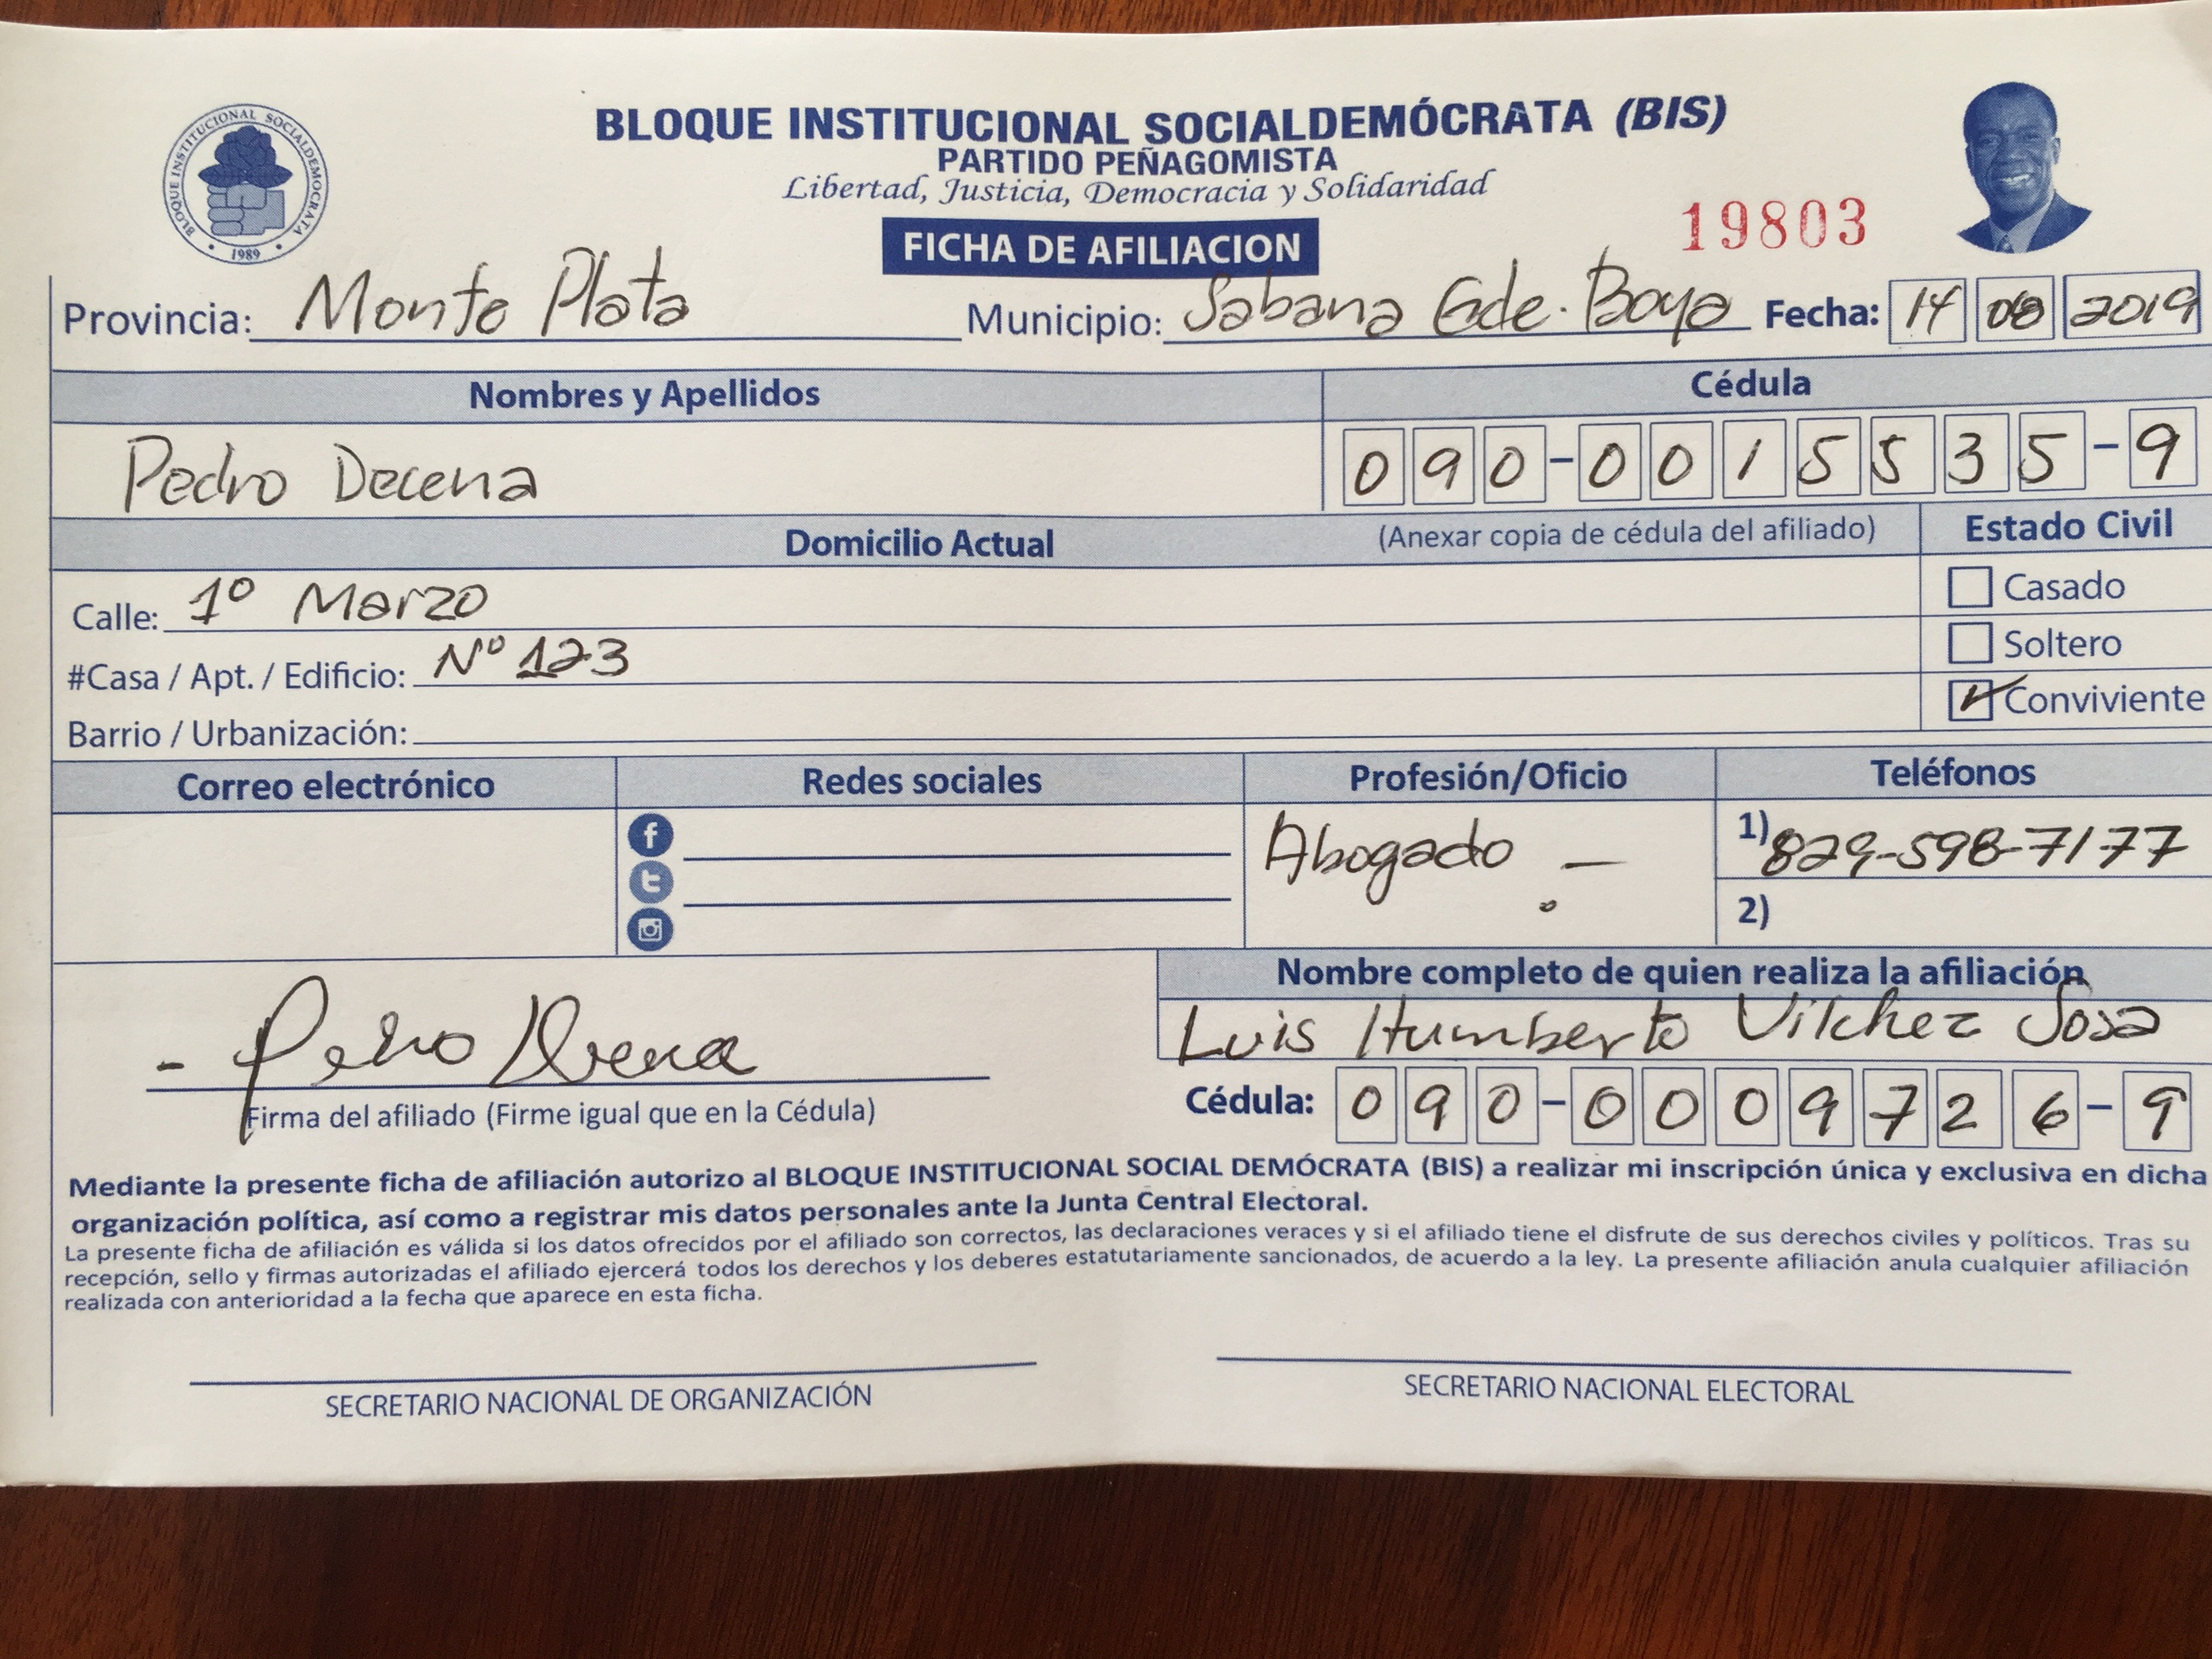 BLOQUE INSTITUCIONAL SOCIALDEMOCRATA
1989
BLOQUE INSTITUCIONAL SOCIALDEMÓCRATA (BIS)
PARTIDO PEÑAGOMISTA
Libertad, Justicia, Democracia y Solidaridad
19803
FICHA DE AFILIACION
Provincia: Monte Plata Municipio: Sabana Gde. Boya Fecha: 14 08 2019
Nombres y Apellidos Cédula
Pedro Decena 090-0015535-9
Domicilio Actual (Anexar copia de cédula del afiliado) Estado Civil
Calle: 1º Marzo Casado
#Casa / Apt. / Edificio: Nº 123 Soltero
Barrio / Urbanización: Conviviente
Correo electrónico Redes sociales Profesión/Oficio Teléfonos
Abogado 1) 829-598-7177
2)
Nombre completo de quien realiza la afiliación
Luis Humberto Vilchez Sosa
Pedro Decena
Cédula: 090-0009726-9
Firma del afiliado (Firme igual que en la Cédula)
Mediante la presente ficha de afiliación autorizo al BLOQUE INSTITUCIONAL SOCIAL DEMÓCRATA (BIS) a realizar mi inscripción única y exclusiva en dicha
organización política, así como a registrar mis datos personales ante la Junta Central Electoral.
La presente ficha de afiliación es válida si los datos ofrecidos por el afiliado son correctos, las declaraciones veraces y si el afiliado tiene el disfrute de sus derechos civiles y políticos. Tras su
recepción, sello y firmas autorizadas el afiliado ejercerá todos los derechos y los deberes estatutariamente sancionados, de acuerdo a la ley. La presente afiliación anula cualquier afiliación
realizada con anterioridad a la fecha que aparece en esta ficha.
SECRETARIO NACIONAL DE ORGANIZACIÓN SECRETARIO NACIONAL ELECTORAL